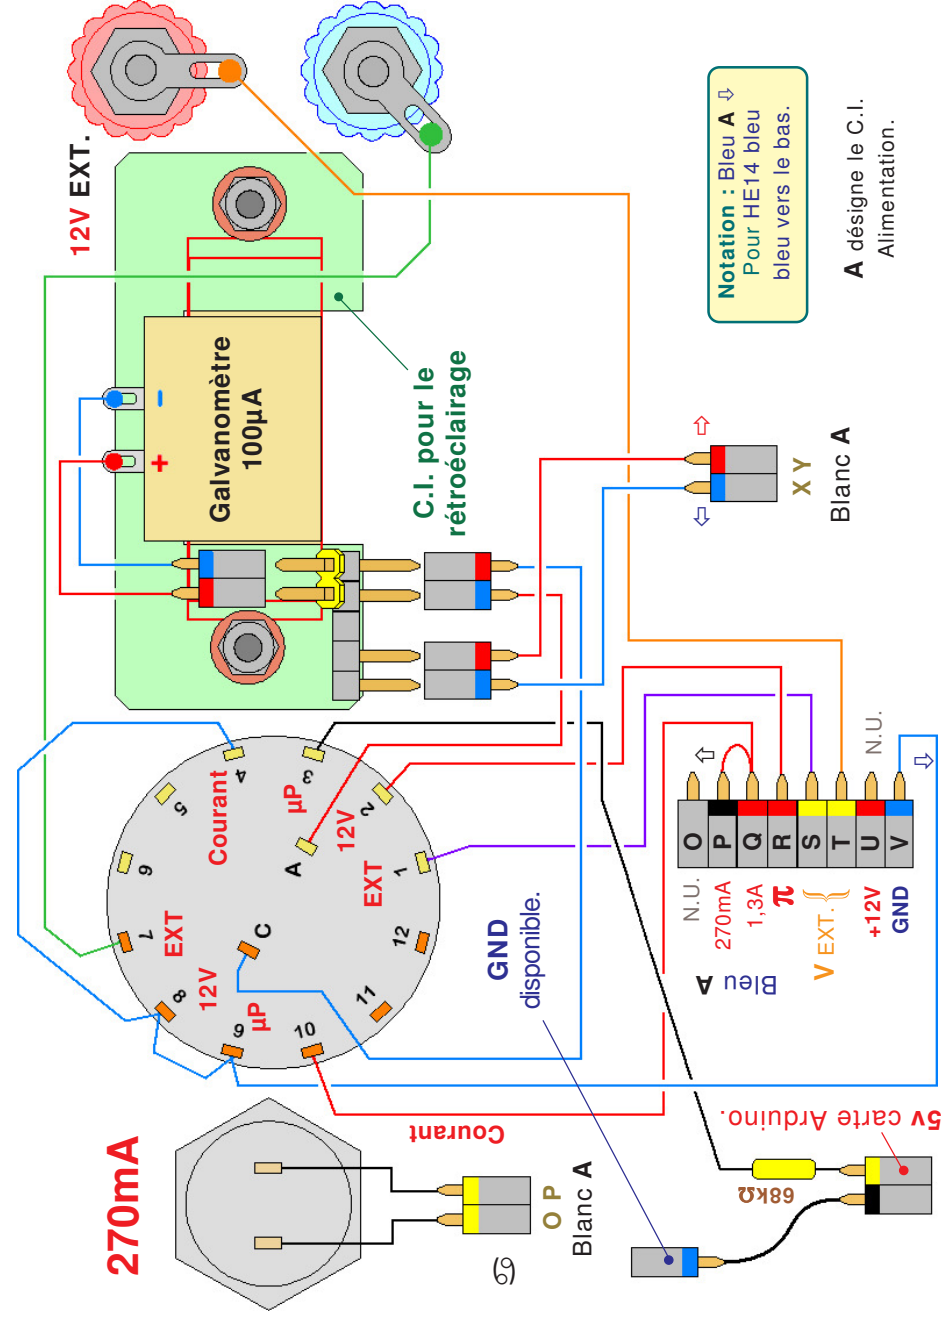 12V EXT.
Galvanomètre
100µA
+
-
C.I. pour le
rétroéclairage
Notation : Bleu A ⇨
Pour HE14 bleu
bleu vers le bas.
A désigne le C.I.
Alimentation.
X Y
Blanc A
1
2
3
4
5
6
7
8
9
10
11
12
A
C
Courant
µP
12V
EXT
EXT
12V
µP
GND
disponible.
O
P
Q
R
S
T
U
V
N.U.
270mA
1,3A
π
V EXT. }
+12V
GND
N.U.
Bleu A
Courant
270mA
O P
Blanc A
68kΩ
5v carte Arduino.